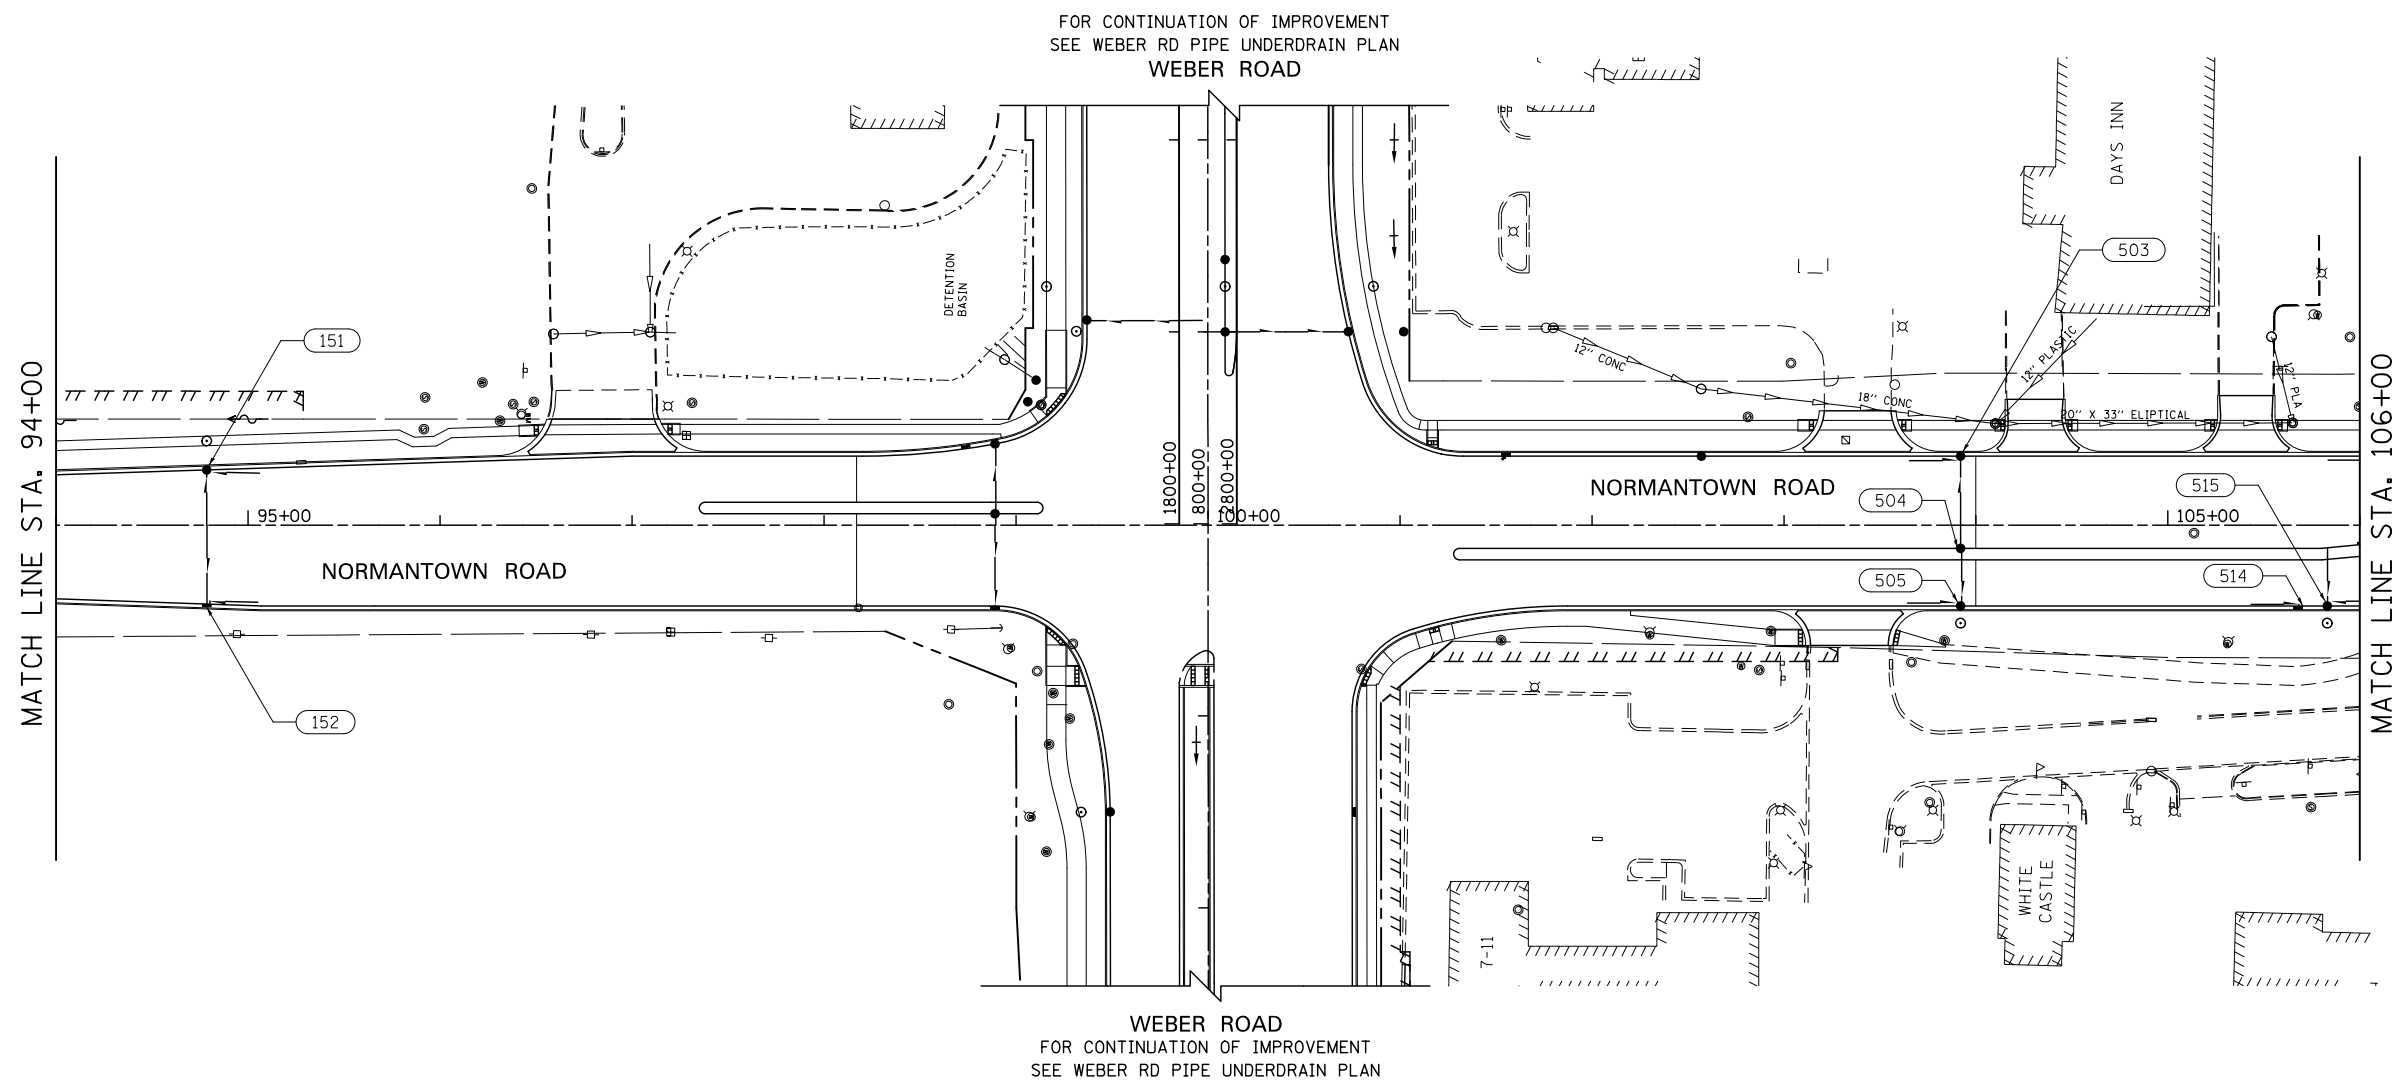 FOR CONTINUATION OF IMPROVEMENT
SEE WEBER RD PIPE UNDERDRAIN PLAN
WEBER ROAD
DAYS INN
503
DETENTION
BASIN
151
12" CONC
12" PLASTIC
12" PLA
18" CONC
20" X 33" ELIPTICAL
MATCH LINE STA. 94+00
MATCH LINE STA. 106+00
1800+00
800+00
2800+00
NORMANTOWN ROAD
504
515
95+00
100+00
105+00
NORMANTOWN ROAD
505
514
152
WHITE
CASTLE
7-11
WEBER ROAD
FOR CONTINUATION OF IMPROVEMENT
SEE WEBER RD PIPE UNDERDRAIN PLAN